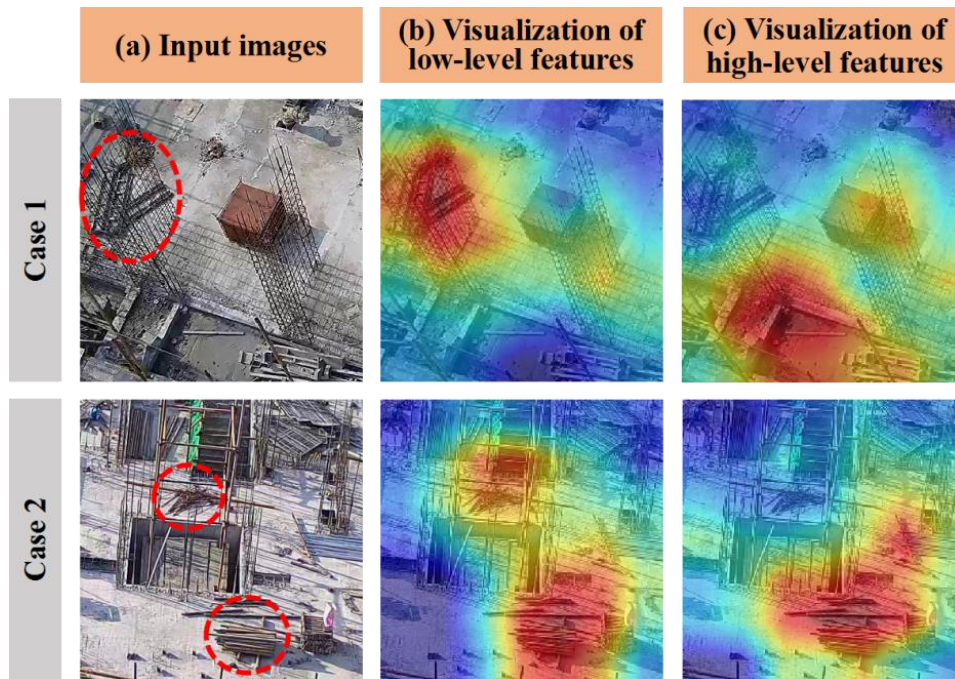 (a) Input images
(b) Visualization of
low-level features
(c) Visualization of
high-level features
Case 1
Case 2